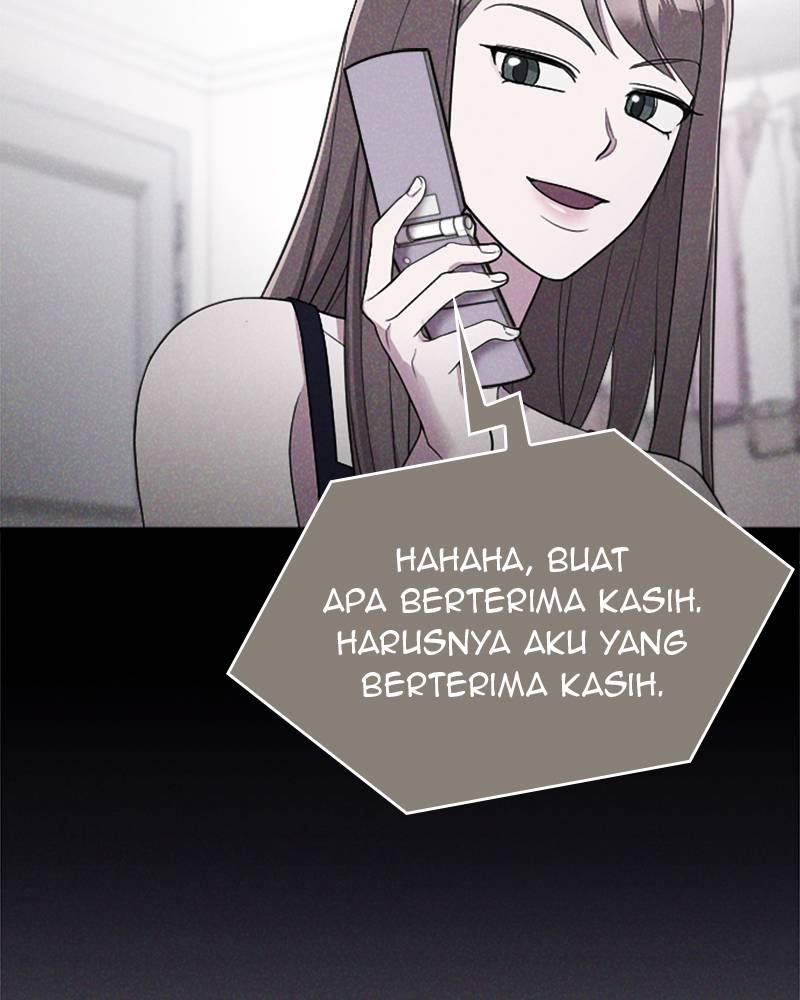 HAHAHA, BUAT
APA BERTERIMA KASIH.
HARUSNYA AKU YANG
BERTERIMA KASIH.